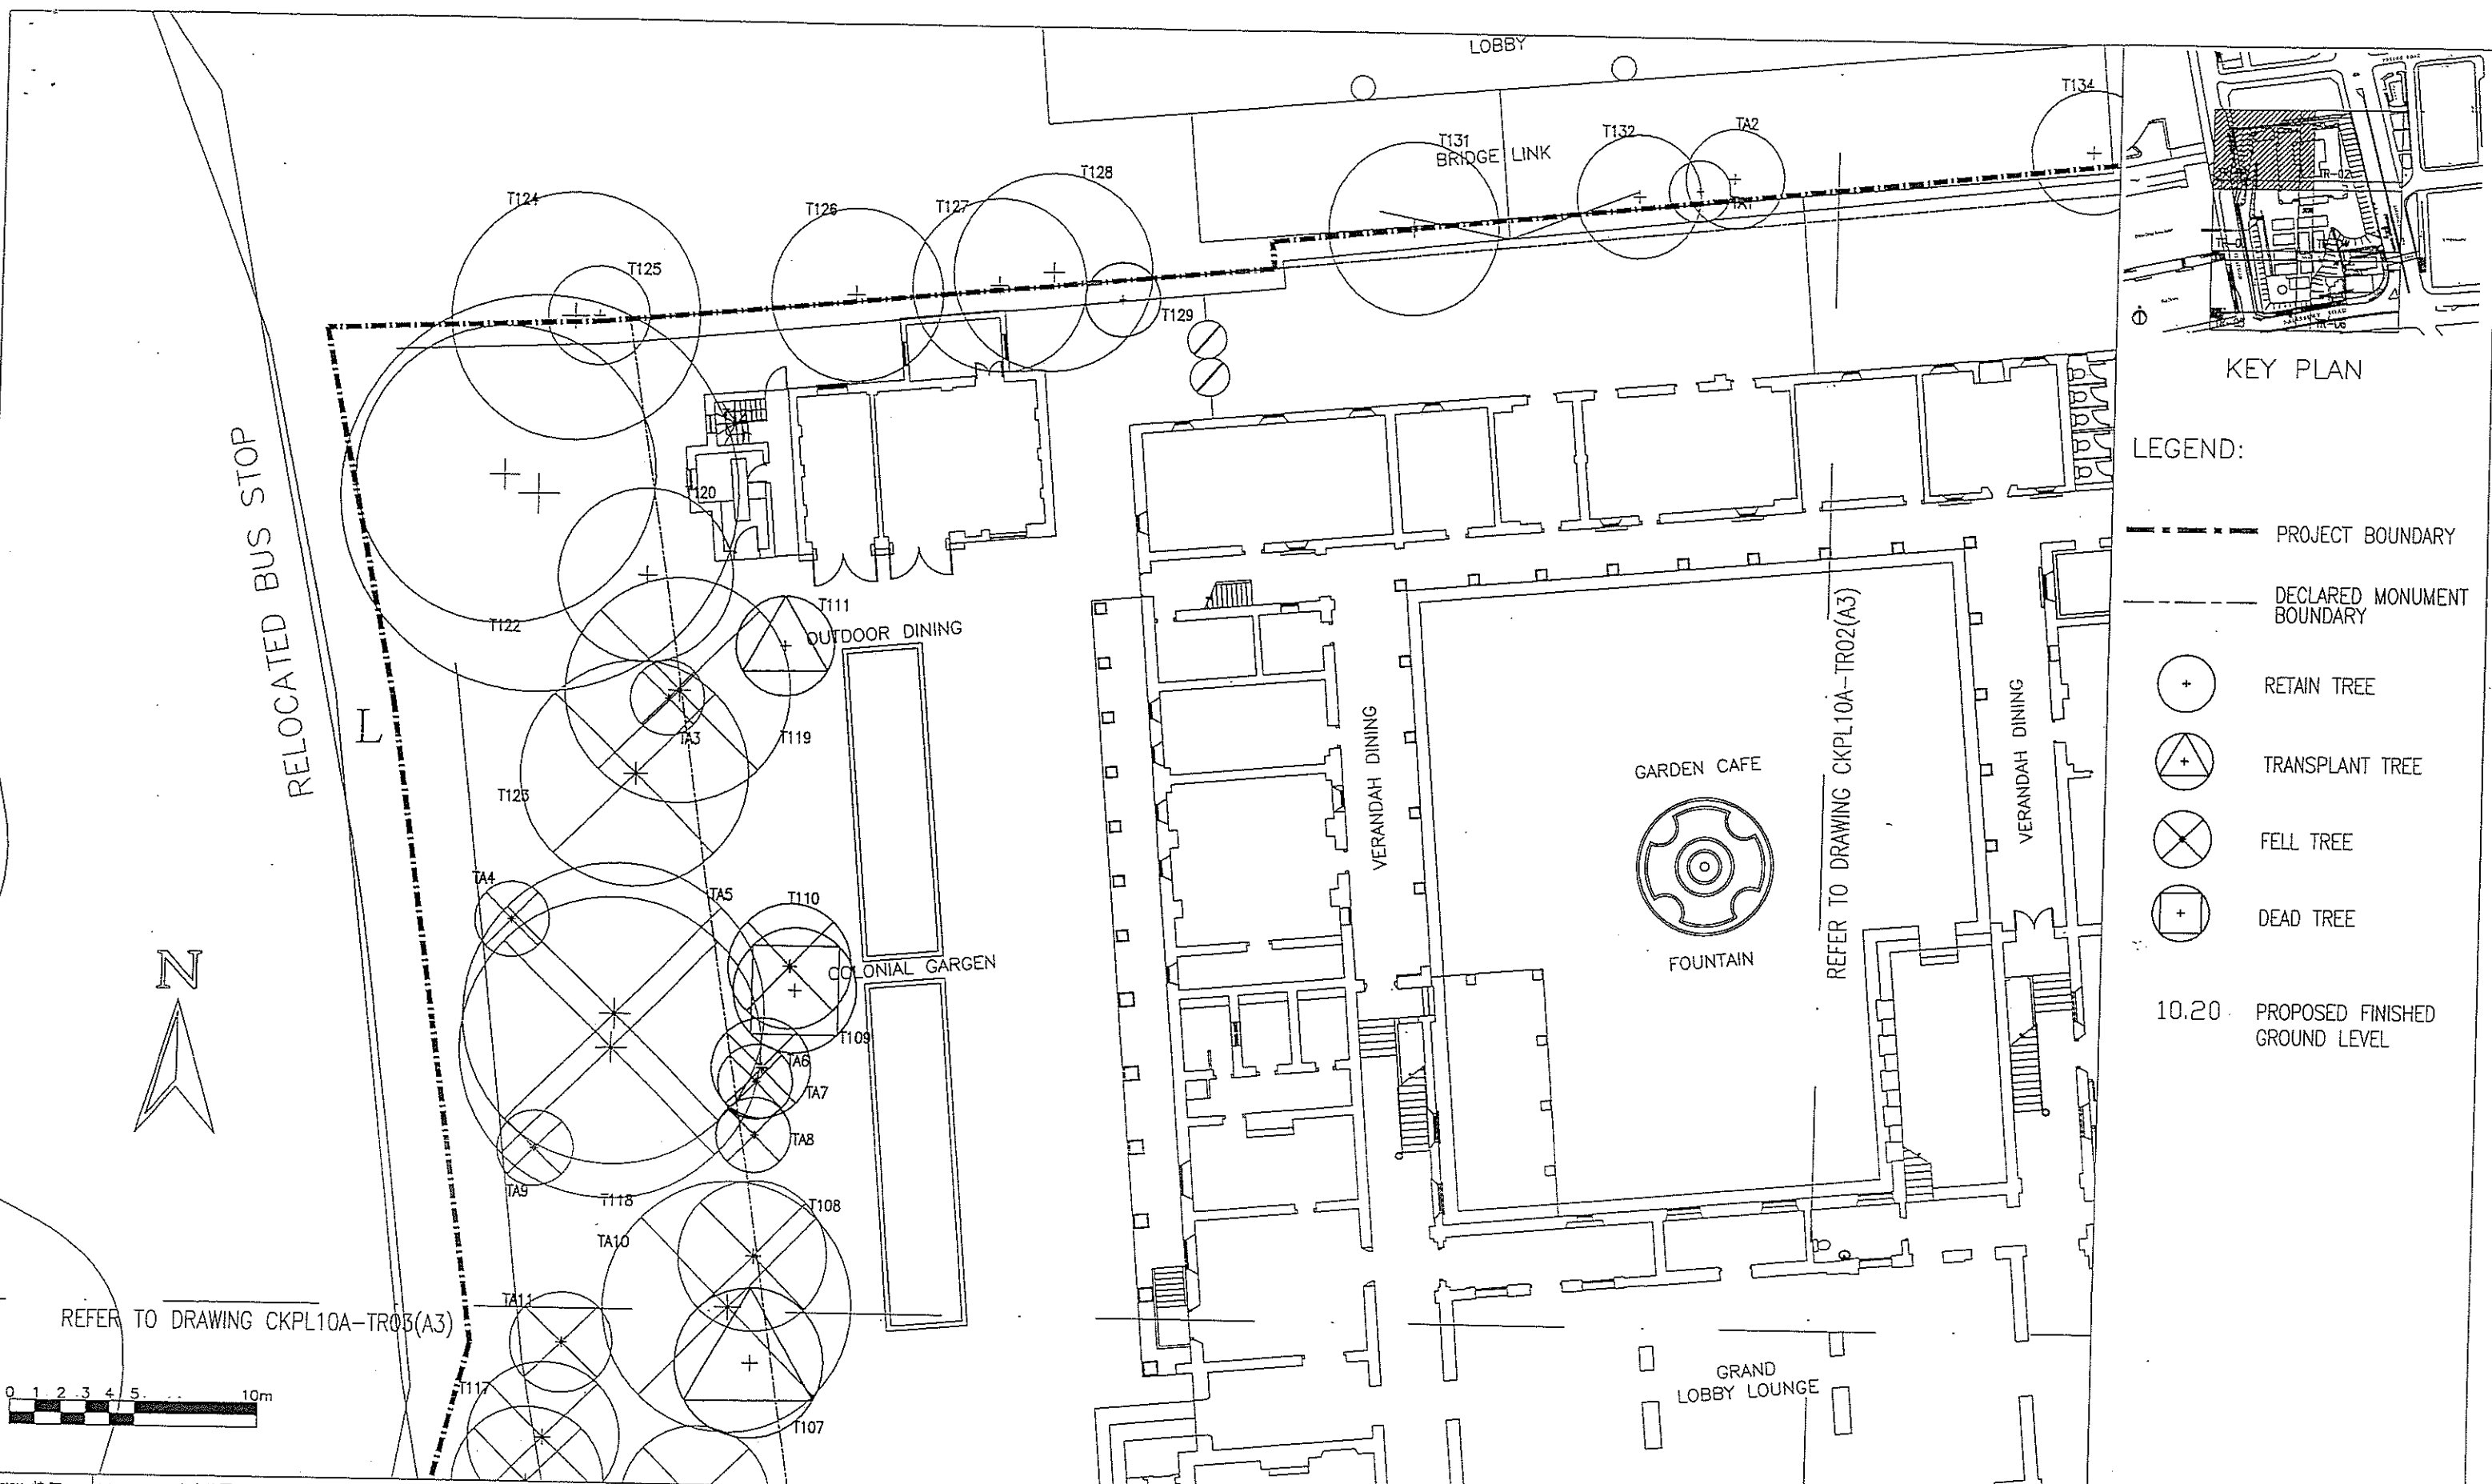 LOBBY
T134
T131
BRIDGE LINK
T132
TA2
TA1
T128
T127
T126
T124
T125
T129
TR-02
TR-06
KEY PLAN
LEGEND:
PROJECT BOUNDARY
DECLARED MONUMENT
BOUNDARY
RETAIN TREE
TRANSPLANT TREE
FELL TREE
DEAD TREE
10.20
PROPOSED FINISHED
GROUND LEVEL
RELOCATED BUS STOP
L
T122
T111
OUTDOOR DINING
TA3
T119
T123
TA4
TA5
T110
COLONIAL GARGEN
T109
TA6
TA7
TA8
TA9
T118
T108
TA10
TA11
T117
T107
VERANDAH DINING
GARDEN CAFE
FOUNTAIN
REFER TO DRAWING CKPL10A-TR02(A3)
VERANDAH DINING
GRAND
LOBBY LOUNGE
N
REFER TO DRAWING CKPL10A-TR03(A3)
0 1 2 3 4 5 10m